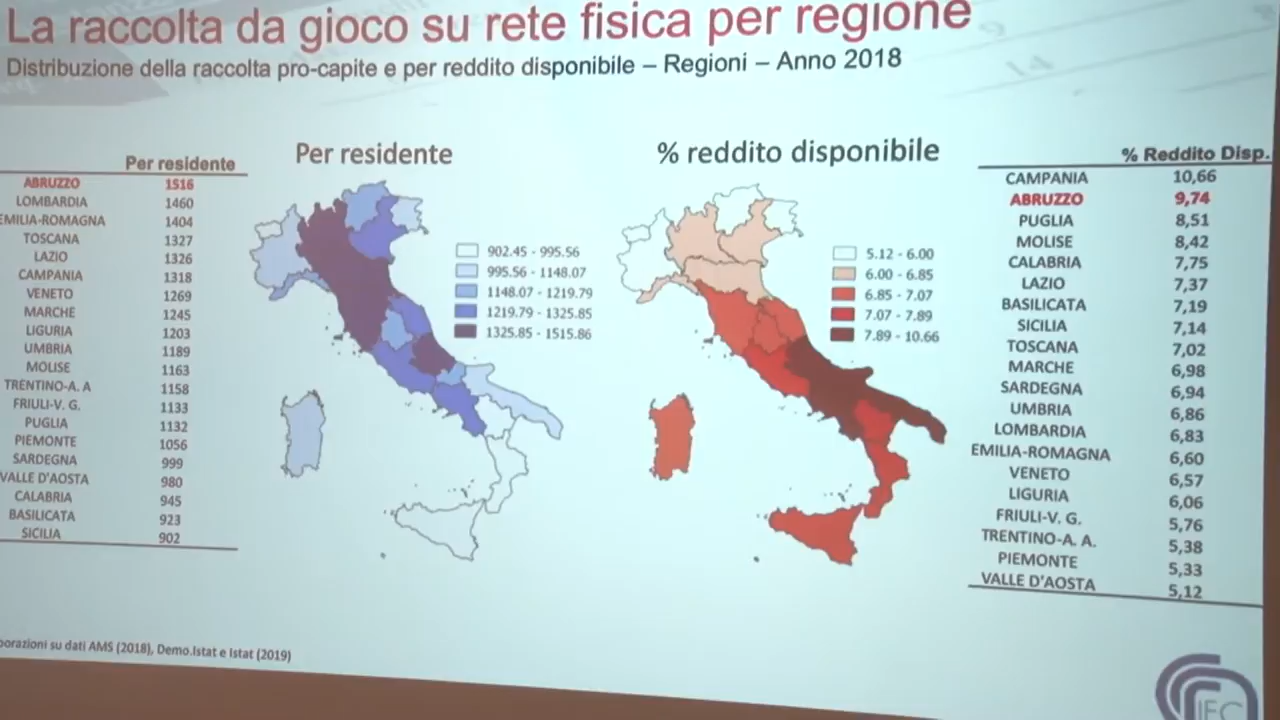 La raccolta da gioco su rete fisica per regione
Distribuzione della raccolta pro-capite e per reddito disponibile – Regioni – Anno 2018
Per residente
ABRUZZO 1516
LOMBARDIA 1460
EMILIA-ROMAGNA 1404
TOSCANA 1327
LAZIO 1326
CAMPANIA 1318
VENETO 1269
MARCHE 1245
LIGURIA 1203
UMBRIA 1189
MOLISE 1163
TRENTINO-A. A 1158
FRIULI-V. G. 1133
PUGLIA 1132
PIEMONTE 1056
SARDEGNA 999
VALLE D'AOSTA 980
CALABRIA 945
BASILICATA 923
SICILIA 902
Per residente
902.45 - 995.56
995.56 - 1148.07
1148.07 - 1219.79
1219.79 - 1325.85
1325.85 - 1515.86
% reddito disponibile
5.12 - 6.00
6.00 - 6.85
6.85 - 7.07
7.07 - 7.89
7.89 - 10.66
% Reddito Disp.
CAMPANIA 10,66
ABRUZZO 9,74
PUGLIA 8,51
MOLISE 8,42
CALABRIA 7,75
LAZIO 7,37
BASILICATA 7,19
SICILIA 7,14
TOSCANA 7,02
MARCHE 6,98
SARDEGNA 6,94
UMBRIA 6,86
LOMBARDIA 6,83
EMILIA-ROMAGNA 6,60
VENETO 6,57
LIGURIA 6,06
FRIULI-V. G. 5,76
TRENTINO-A. A. 5,38
PIEMONTE 5,33
VALLE D'AOSTA 5,12
borazioni su dati AMS (2018), Demo.Istat e Istat (2019)
IFC